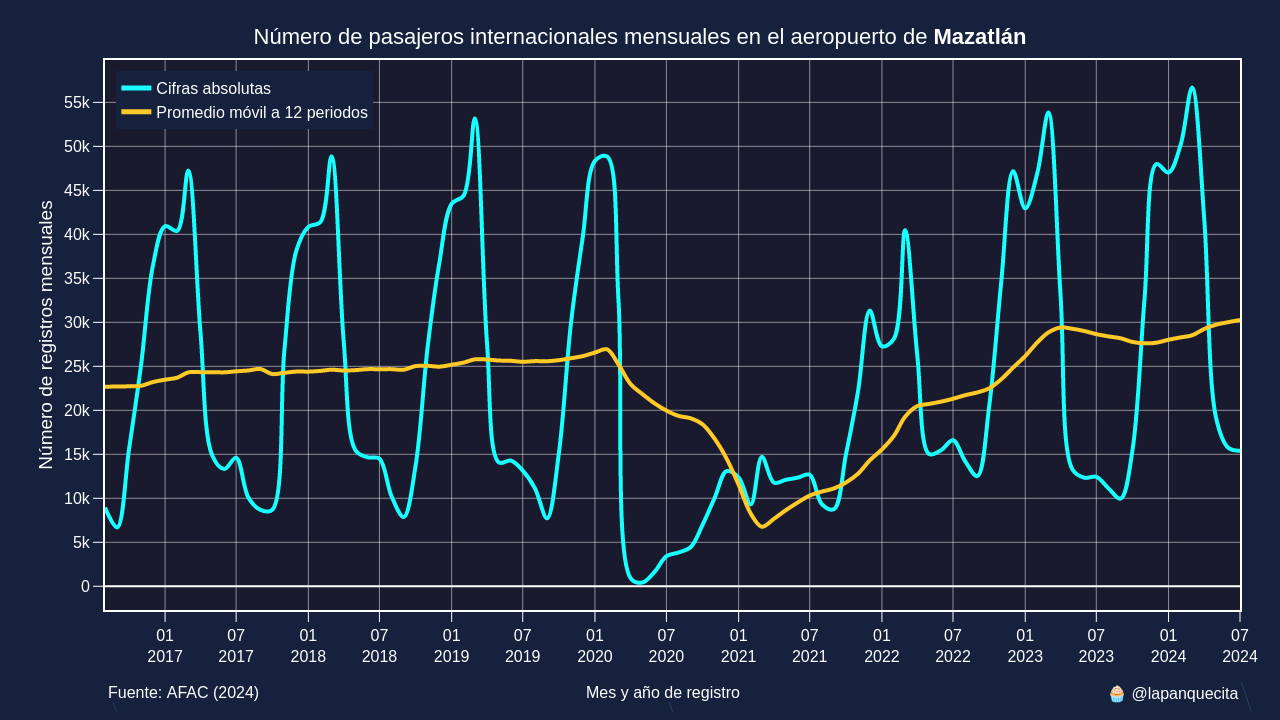 Número de pasajeros internacionales mensuales en el aeropuerto de Mazatlán
Cifras absolutas
Promedio móvil a 12 periodos
Número de registros mensuales
55k
50k
45k
40k
35k
30k
25k
20k
15k
10k
5k
0
01 07 01 07 01 07 01 07 01 07 01 07 01 07 01 07
2017 2017 2018 2018 2019 2019 2020 2020 2021 2021 2022 2022 2023 2023 2024 2024
Fuente: AFAC (2024) Mes y año de registro 🧁 @lapanquecita